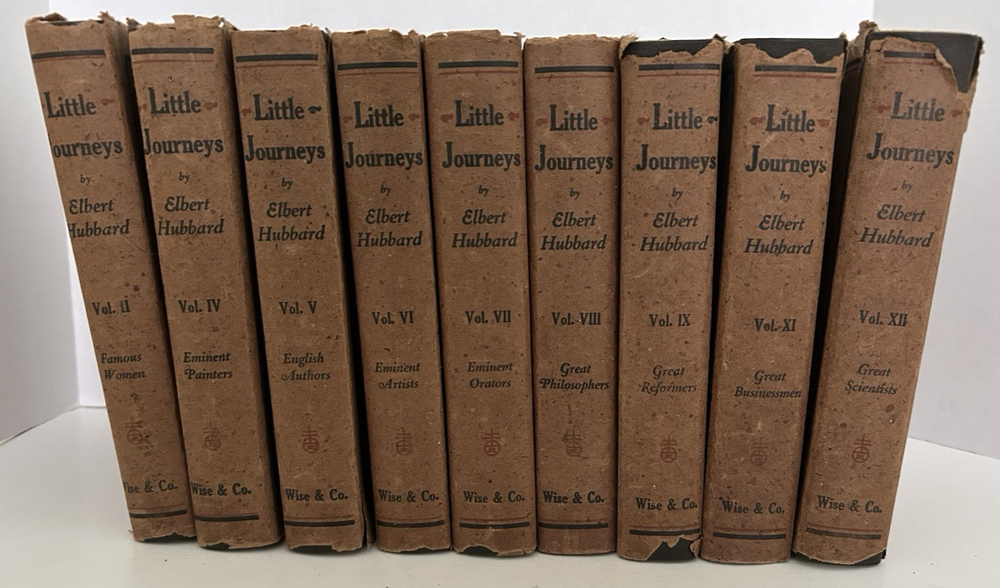 Little
Journeys
by
Elbert
Hubbard
Vol. II
Famous
Women
Wise & Co.
Little
Journeys
by
Elbert
Hubbard
Vol. IV
Eminent
Painters
Wise & Co.
Little
Journeys
by
Elbert
Hubbard
Vol. V
English
Authors
Wise & Co.
Little
Journeys
by
Elbert
Hubbard
Vol. VI
Eminent
Artists
Wise & Co.
Little
Journeys
by
Elbert
Hubbard
Vol. VII
Eminent
Orators
Wise & Co.
Little
Journeys
by
Elbert
Hubbard
Vol. VIII
Great
Philosophers
Wise & Co.
Little
Journeys
by
Elbert
Hubbard
Vol. IX
Great
Reformers
Wise & Co.
Little
Journeys
by
Elbert
Hubbard
Vol. XI
Great
Businessmen
Wise & Co.
Little
Journeys
by
Elbert
Hubbard
Vol. XII
Great
Scientists
Wise & Co.